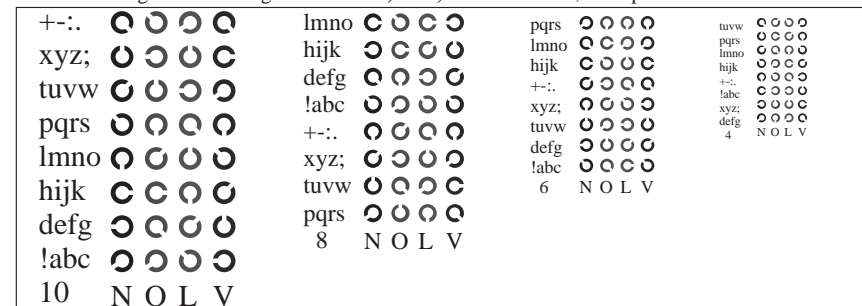 +-:.
xyz;
tuvw
pqrs
lmno
hijk
defg
!abc
10 N O L V
lmno
hijk
defg
!abc
+-:.
xyz;
tuvw
pqrs
8 N O L V
pqrs
lmno
hijk
+-:.
xyz;
tuvw
defg
!abc
6 N O L V
tuvw
pqrs
lmno
hijk
+-:.
!abc
xyz;
defg
4 N O L V